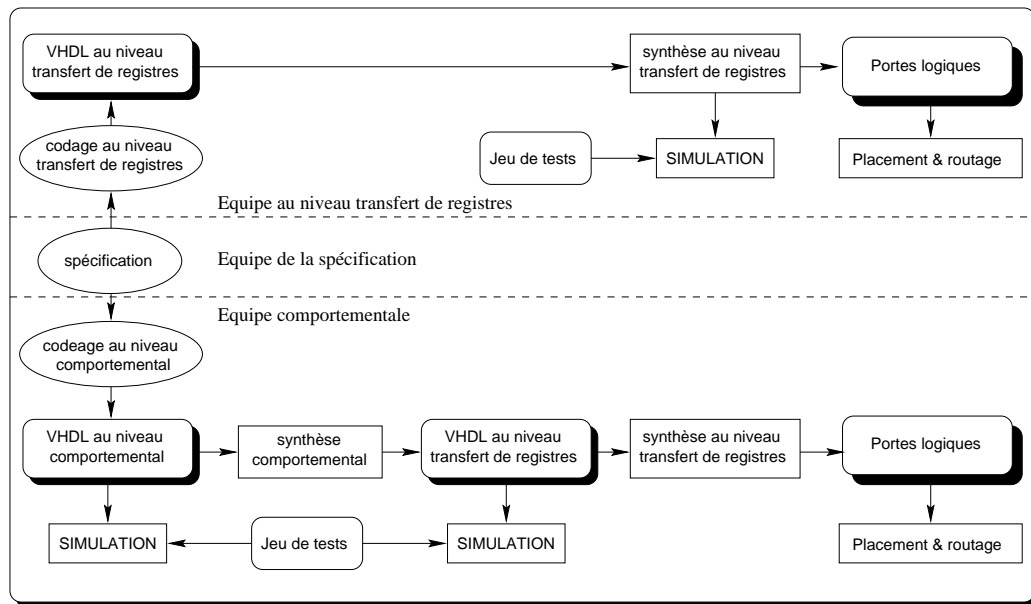 VHDL au niveau
transfert de registres
synthèse au niveau
transfert de registres
Portes logiques
codage au niveau
transfert de registres
Jeu de tests
SIMULATION
Placement & routage
Equipe au niveau transfert de registres
spécification
Equipe de la spécification
Equipe comportementale
codeage au niveau
comportemental
VHDL au niveau
comportemental
synthèse
comportemental
VHDL au niveau
transfert de registres
synthèse au niveau
transfert de registres
Portes logiques
SIMULATION
Jeu de tests
SIMULATION
Placement & routage